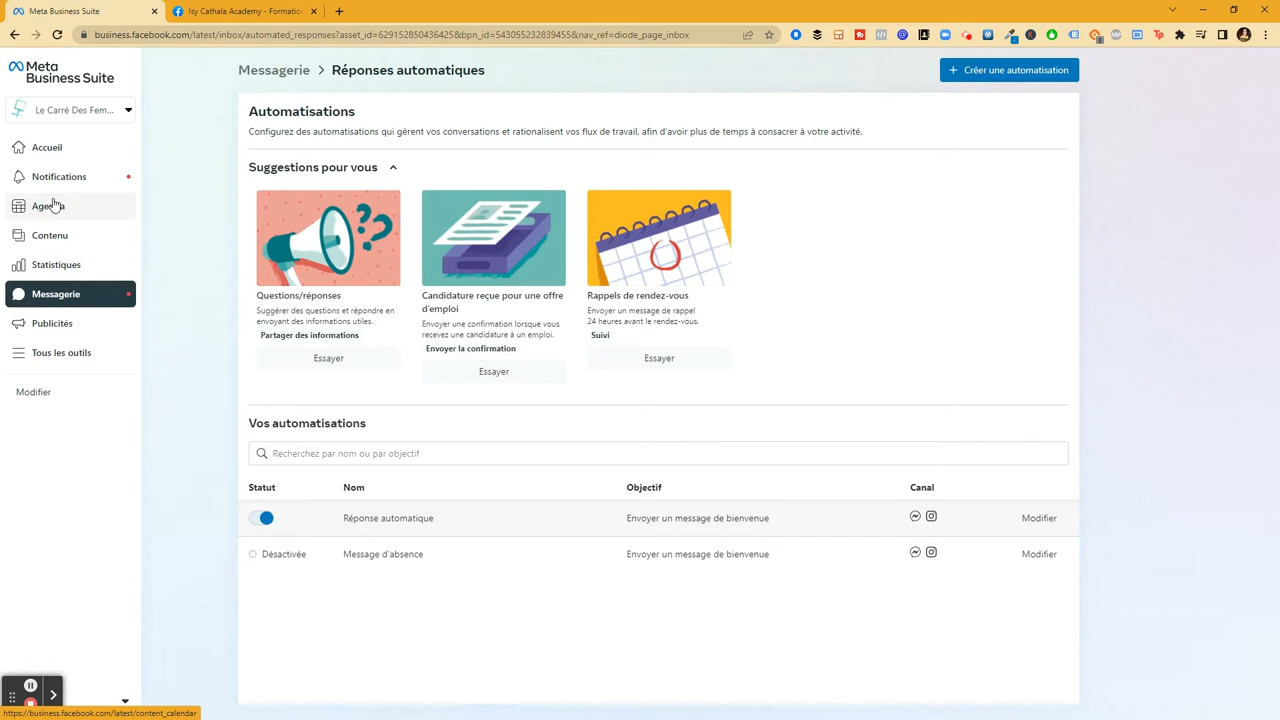 Meta Business Suite
Isy Cathala Academy - Formation
business.facebook.com/latest/inbox/automated_responses?asset_id=629152850436425&bpn_id=543055232839455&nav_ref=diode_page_inbox
Meta
Business Suite
Le Carré Des Fem...
Accueil
Notifications
Contenu
Statistiques
Messagerie
Publicités
Tous les outils
Modifier
Messagerie > Réponses automatiques
+ Créer une automatisation
Automatisations
Configurez des automatisations qui gèrent vos conversations et rationalisent vos flux de travail, afin d'avoir plus de temps à consacrer à votre activité.
Suggestions pour vous
Questions/réponses
Suggérer des questions et répondre en
envoyant des informations utiles.
Partager des informations
Essayer
Candidature reçue pour une offre
d'emploi
Envoyer une confirmation lorsque vous
recevez une candidature à un emploi.
Envoyer la confirmation
Essayer
Rappels de rendez-vous
Envoyer un message de rappel
24 heures avant le rendez-vous.
Suivi
Essayer
Vos automatisations
Recherchez par nom ou par objectif
Statut Nom Objectif Canal
Réponse automatique Envoyer un message de bienvenue Modifier
Désactivée Message d'absence Envoyer un message de bienvenue Modifier
https://business.facebook.com/latest/content_calendar